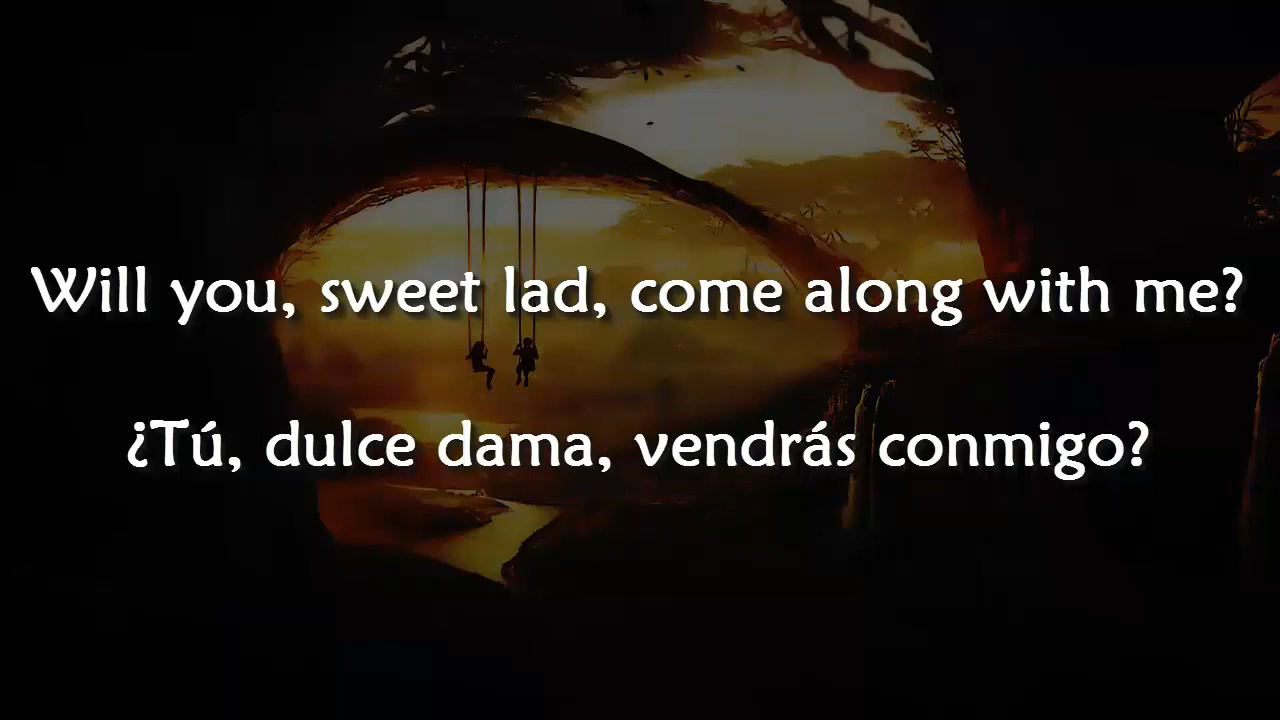 Will you, sweet lad, come along with me?
¿Tú, dulce dama, vendrás conmigo?